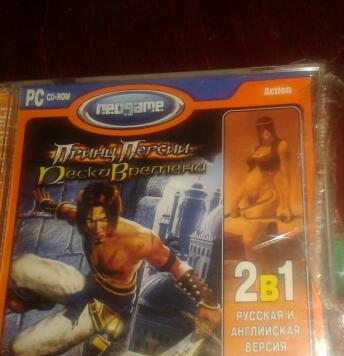 PC CD-ROM
neogame
Action
Принц Персии
Пески Времени
2в1
РУССКАЯ И
АНГЛИЙСКАЯ
ВЕРСИЯ